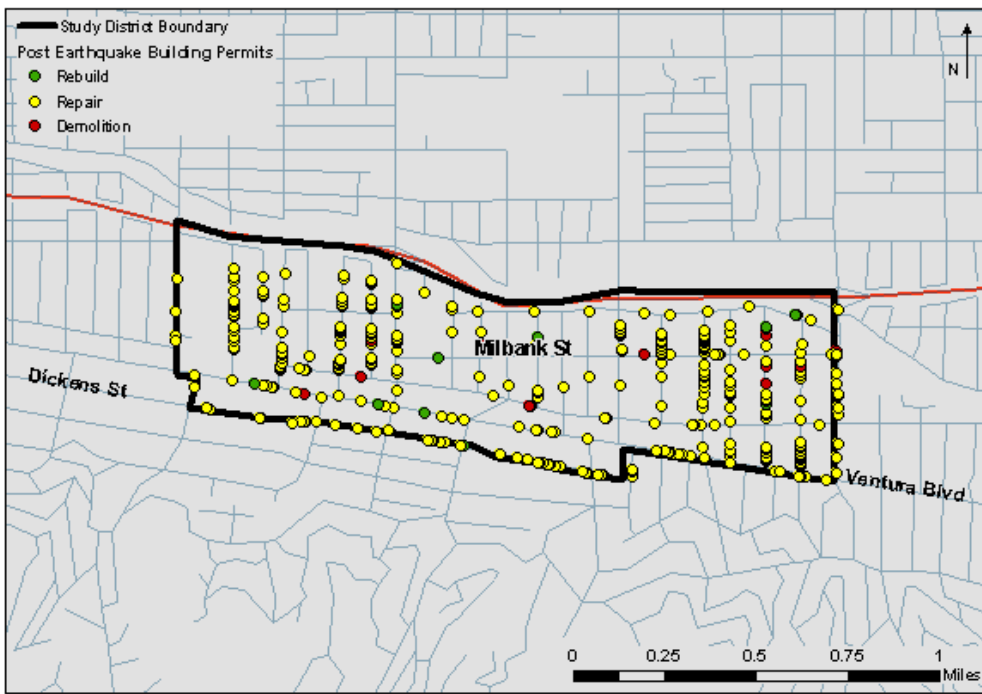 Study District Boundary
Post Earthquake Building Permits
Rebuild
Repair
Demolition
N
Milbank St
Dickens St
Ventura Blvd
0 0.25 0.5 0.75 1
Miles